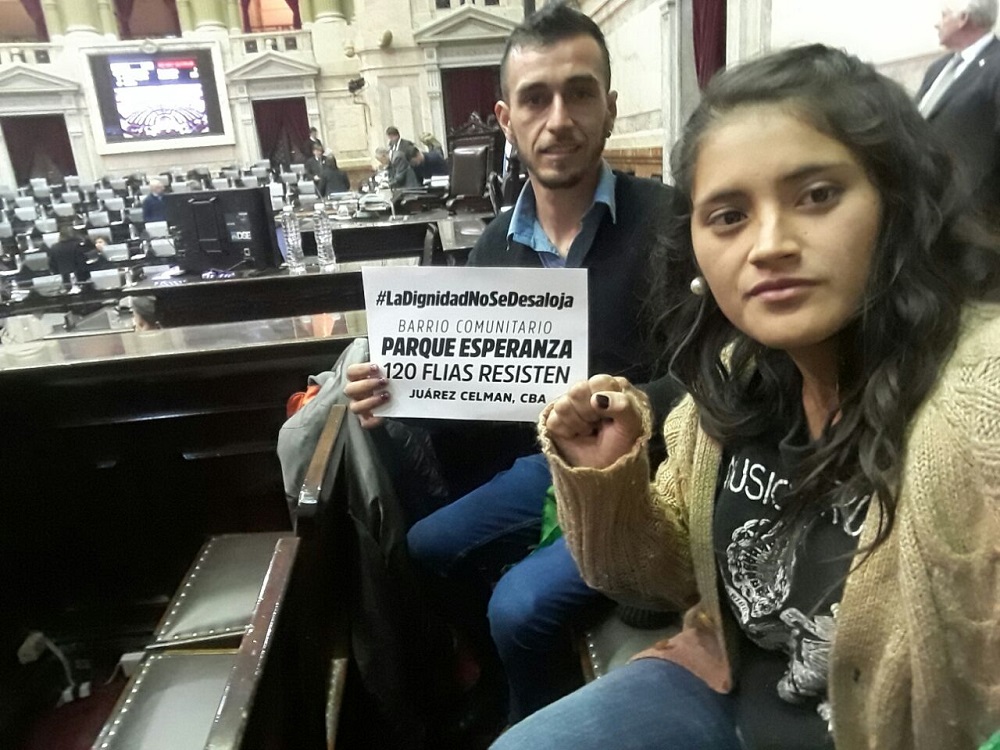 #LaDignidadNoSeDesaloja
BARRIO COMUNITARIO
PARQUE ESPERANZA
120 FLIAS RESISTEN
JUÁREZ CELMAN, CBA